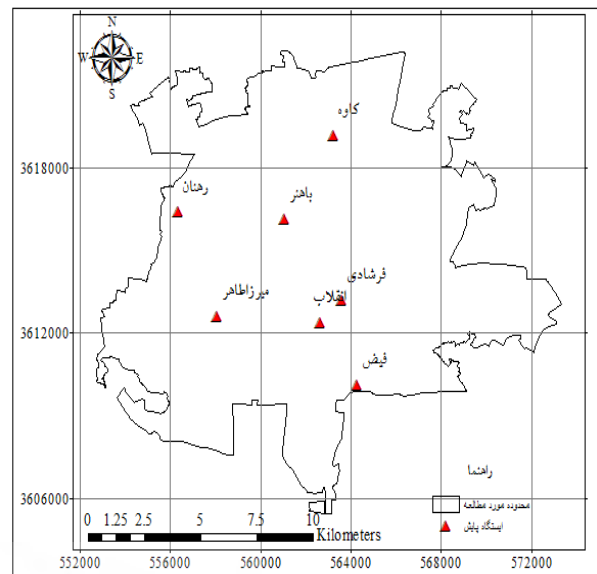 N
W E
S
کاوه
3618000
رهنان
باهنر
فرشادی
انقلاب
میرزاطاهر
3612000
فیض
راهنما
3606000
محدوده مورد مطالعه
ایستگاه پایش
0 1.25 2.5 5 7.5 10
Kilometers
552000 556000 560000 564000 568000 572000